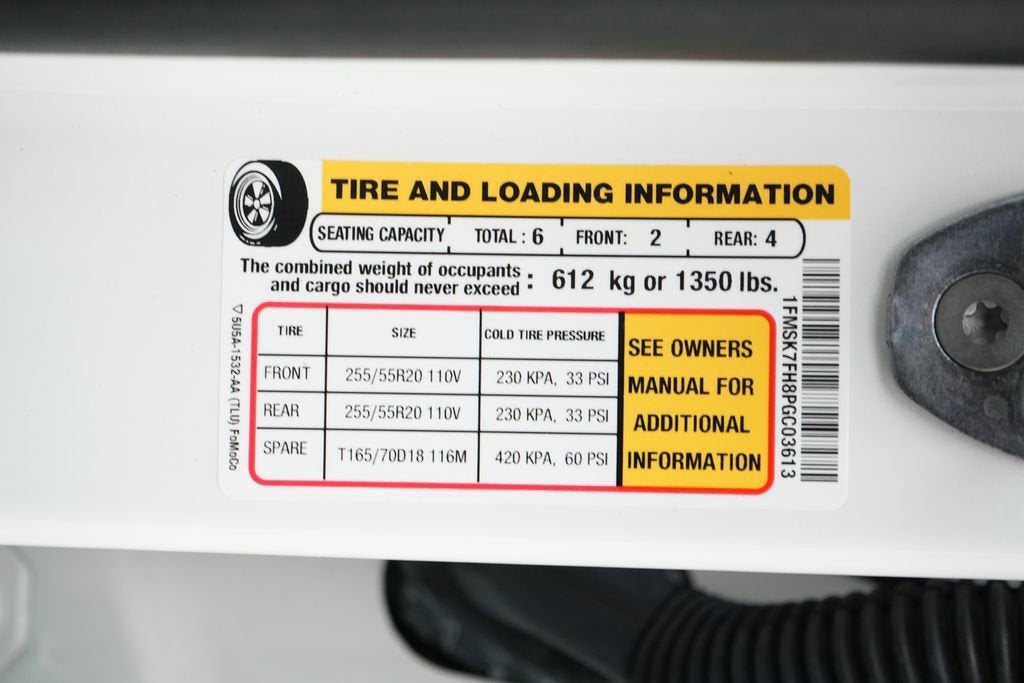 TIRE AND LOADING INFORMATION
SEATING CAPACITY TOTAL : 6 FRONT: 2 REAR: 4
The combined weight of occupants
and cargo should never exceed : 612 kg or 1350 lbs.
TIRE SIZE COLD TIRE PRESSURE
FRONT 255/55R20 110V 230 KPA, 33 PSI
REAR 255/55R20 110V 230 KPA, 33 PSI
SPARE T165/70D18 116M 420 KPA, 60 PSI
SEE OWNERS
MANUAL FOR
ADDITIONAL
INFORMATION
1FMSK7FH8PGC03613
5U5A-1532-AA (TLU) FoMoCo